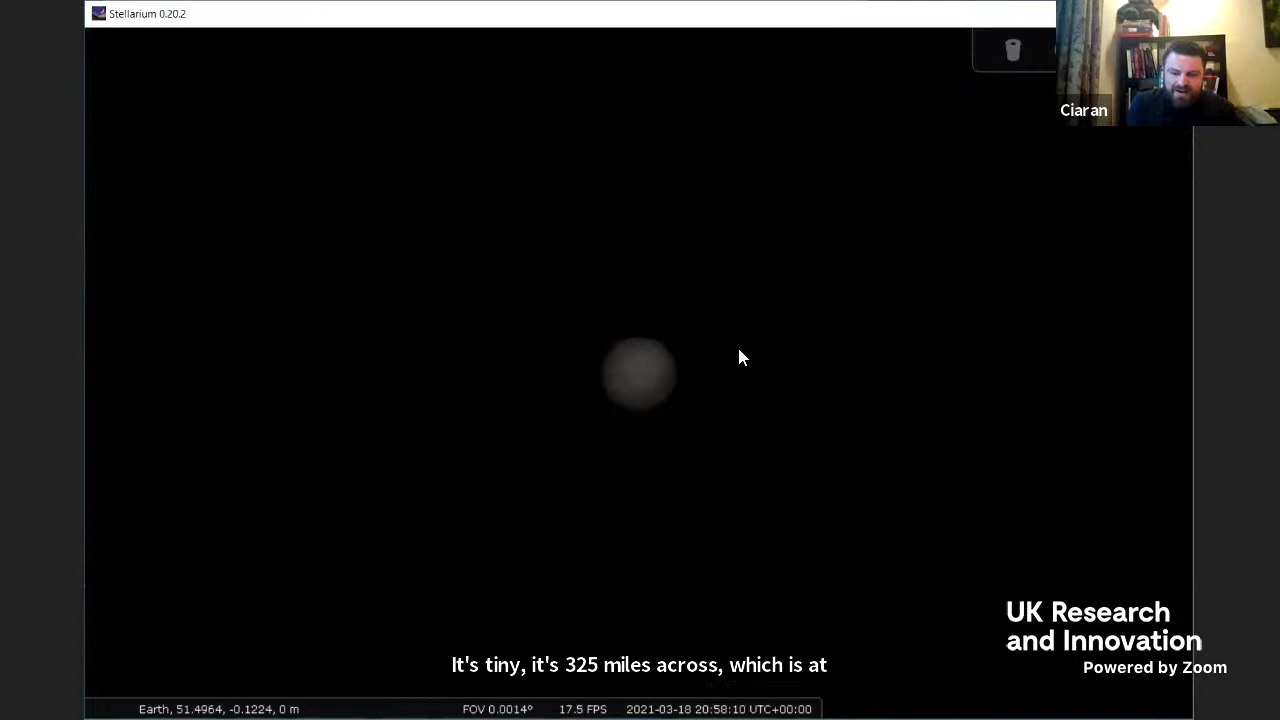 Stellarium 0.20.2
Ciaran
UK Research
and Innovation
Powered by Zoom
It's tiny, it's 325 miles across, which is at
Earth, 51.4964, -0.1224, 0 m
FOV 0.0014°
17.5 FPS
2021-03-18 20:58:10 UTC+00:00